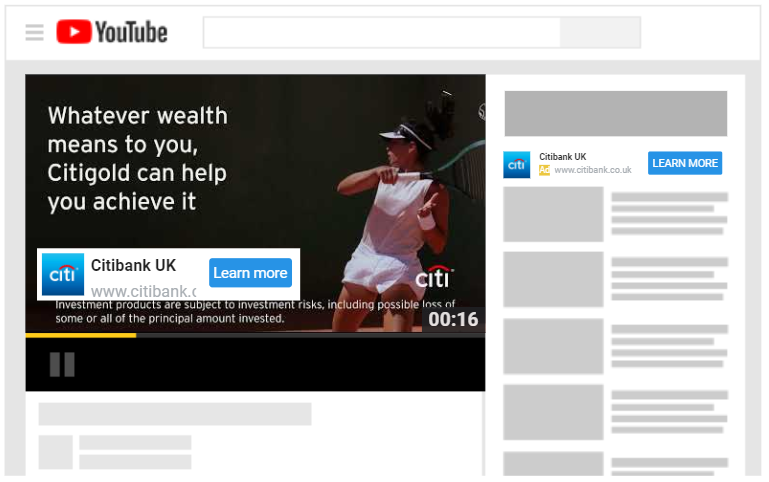 YouTube
Whatever wealth
means to you,
Citigold can help
you achieve it
citi
Citibank UK
www.citibank.c
Learn more
citi
Investment products are subject to investment risks, including possible loss of
some or all of the principal amount invested.
00:16
citi
Citibank UK
Ad www.citibank.co.uk
LEARN MORE